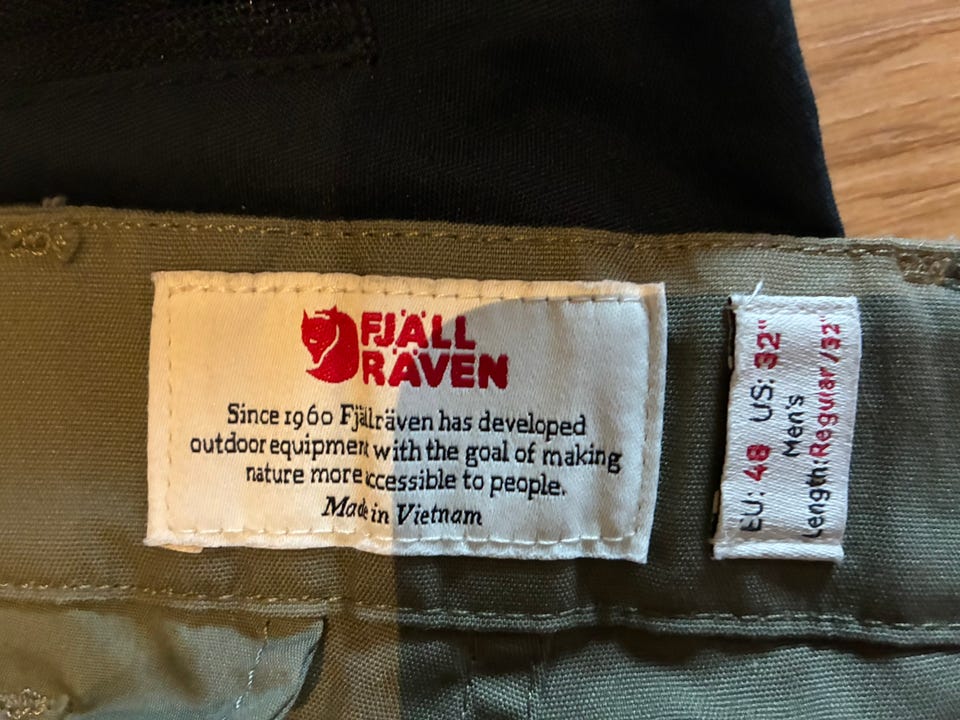 FJÄLL
RÄVEN
Since 1960 Fjällräven has developed
outdoor equipment with the goal of making
nature more accessible to people.
Made in Vietnam
EU: 48 US: 32"
Men's
Length: Regular/32"